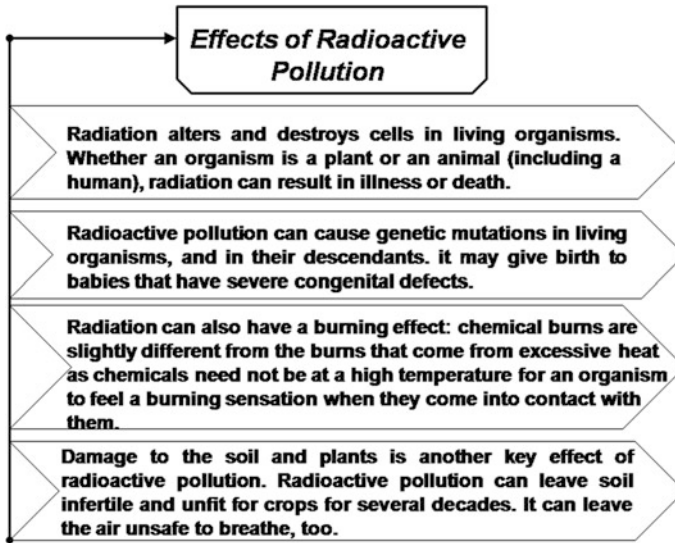 Effects of Radioactive
Pollution
Radiation alters and destroys cells in living organisms.
Whether an organism is a plant or an animal (including a
human), radiation can result in illness or death.
Radioactive pollution can cause genetic mutations in living
organisms, and in their descendants. it may give birth to
babies that have severe congenital defects.
Radiation can also have a burning effect: chemical burns are
slightly different from the burns that come from excessive heat
as chemicals need not be at a high temperature for an organism
to feel a burning sensation when they come into contact with
them.
Damage to the soil and plants is another key effect of
radioactive pollution. Radioactive pollution can leave soil
infertile and unfit for crops for several decades. It can leave
the air unsafe to breathe, too.